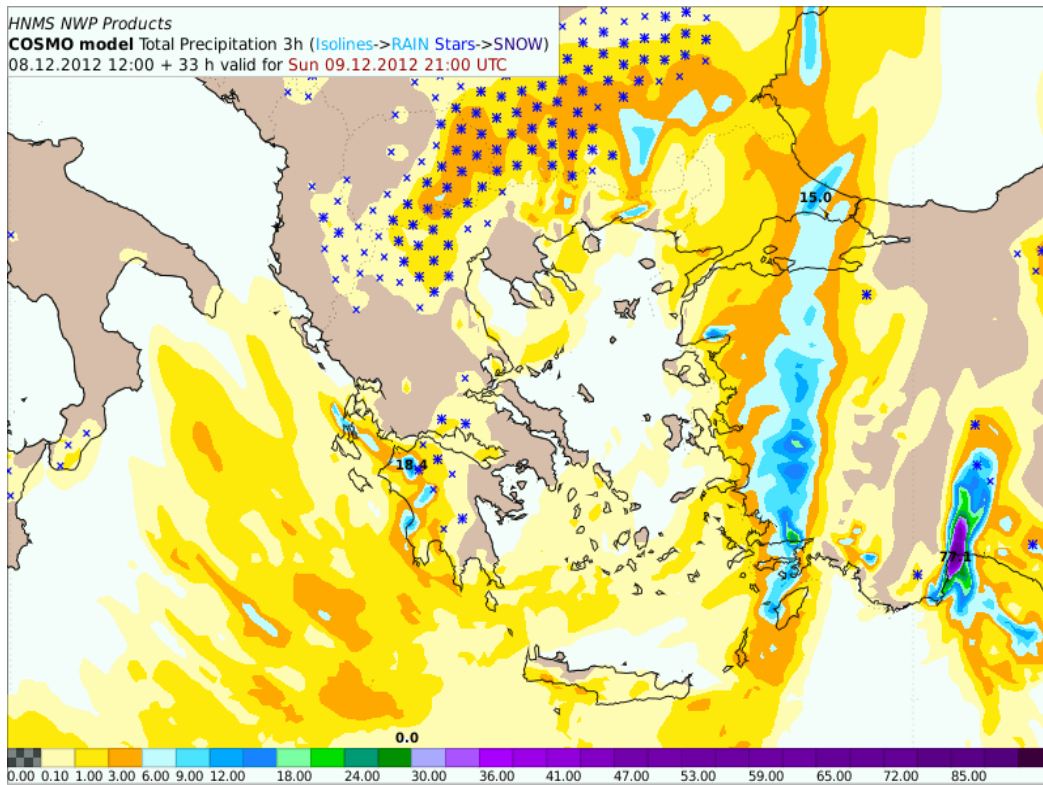 HNMS NWP Products
COSMO model Total Precipitation 3h (Isolines->RAIN Stars->SNOW)
08.12.2012 12:00 + 33 h valid for Sun 09.12.2012 21:00 UTC
15.0
18.4
77.1
0.0
0.00 0.10 1.00 3.00 6.00 9.00 12.00 18.00 24.00 30.00 36.00 41.00 47.00 53.00 59.00 65.00 72.00 85.00